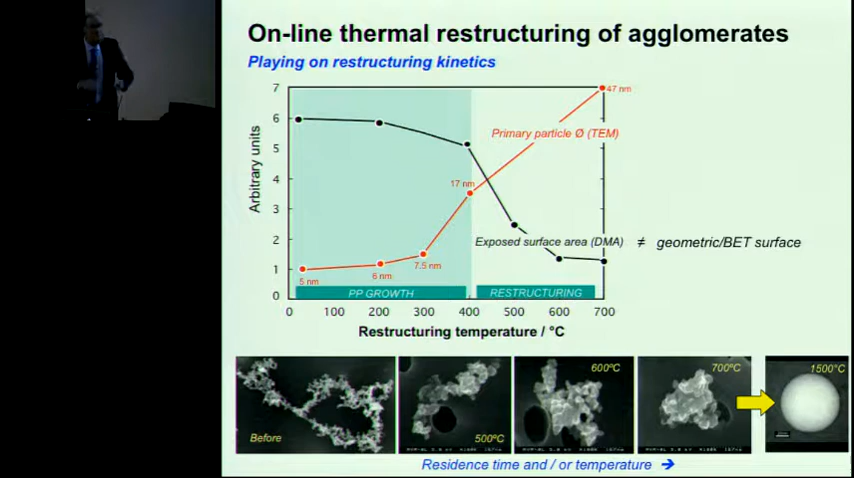 On-line thermal restructuring of agglomerates
Playing on restructuring kinetics
7
6
5
4
3
2
1
0
Arbitrary units
47 nm
Primary particle Ø (TEM)
17 nm
Exposed surface area (DMA) ≠ geometric/BET surface
7.5 nm
6 nm
5 nm
PP GROWTH
RESTRUCTURING
0 100 200 300 400 500 600 700
Restructuring temperature / °C
Before
500ºC
600ºC
700ºC
1500°C
Residence time and / or temperature →